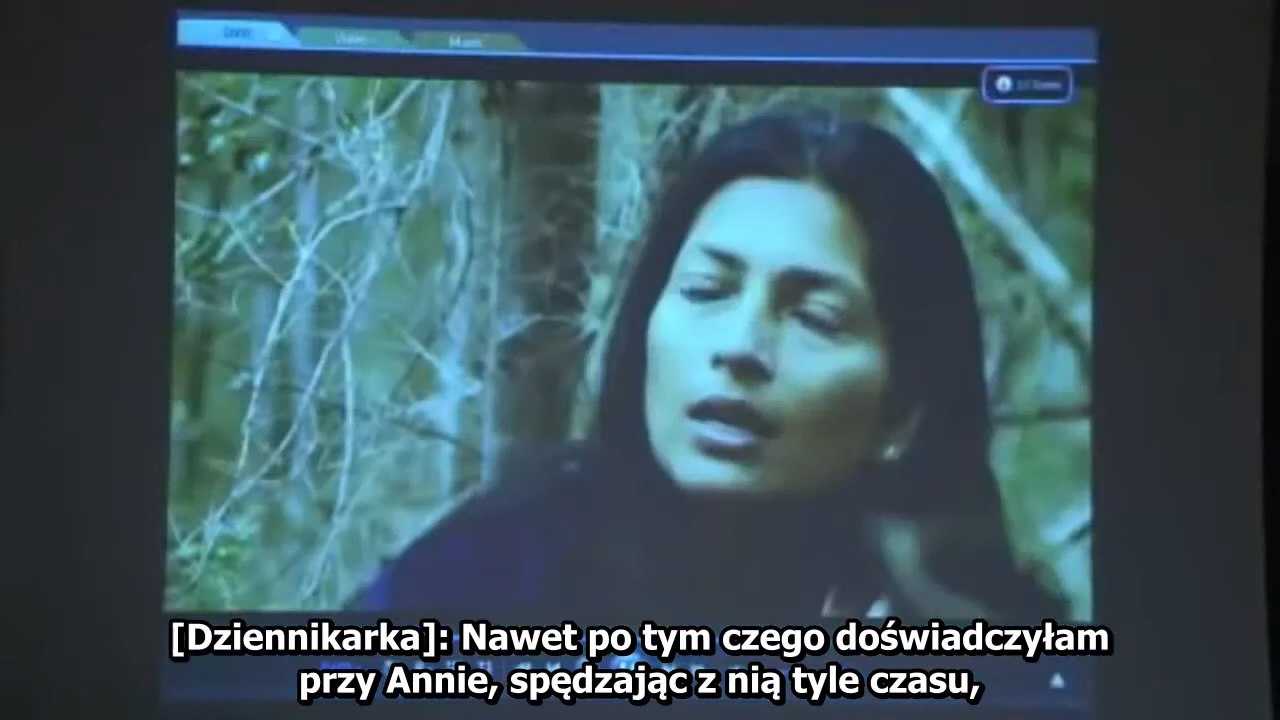 [Dziennikarka]: Nawet po tym czego doświadczyłam
przy Annie, spędzając z nią tyle czasu,